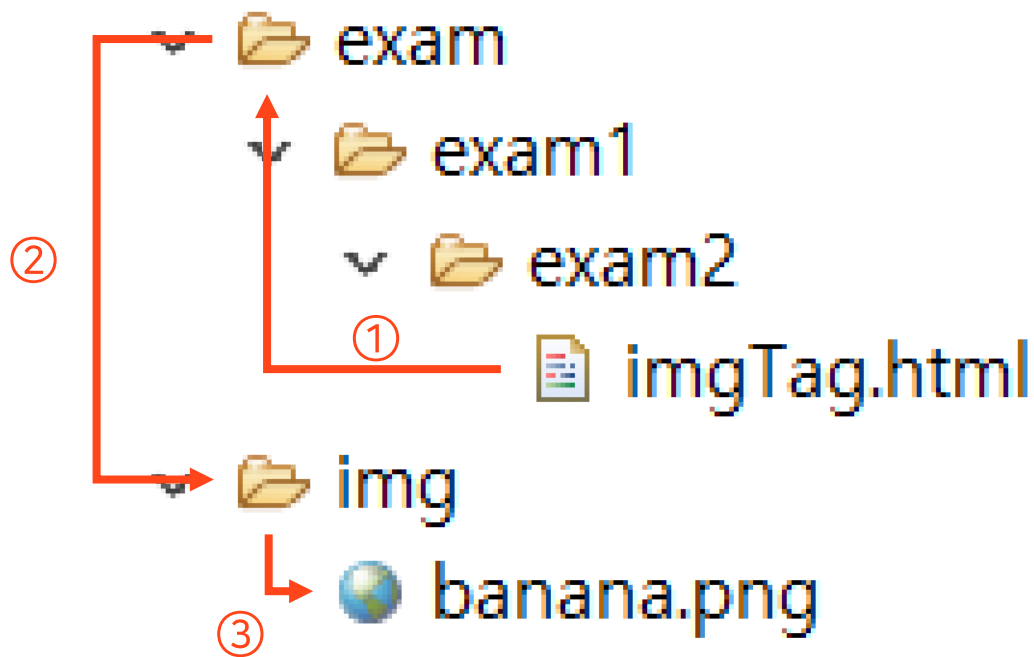 exam
exam1
② exam2
①
imgTag.html
img
banana.png
③